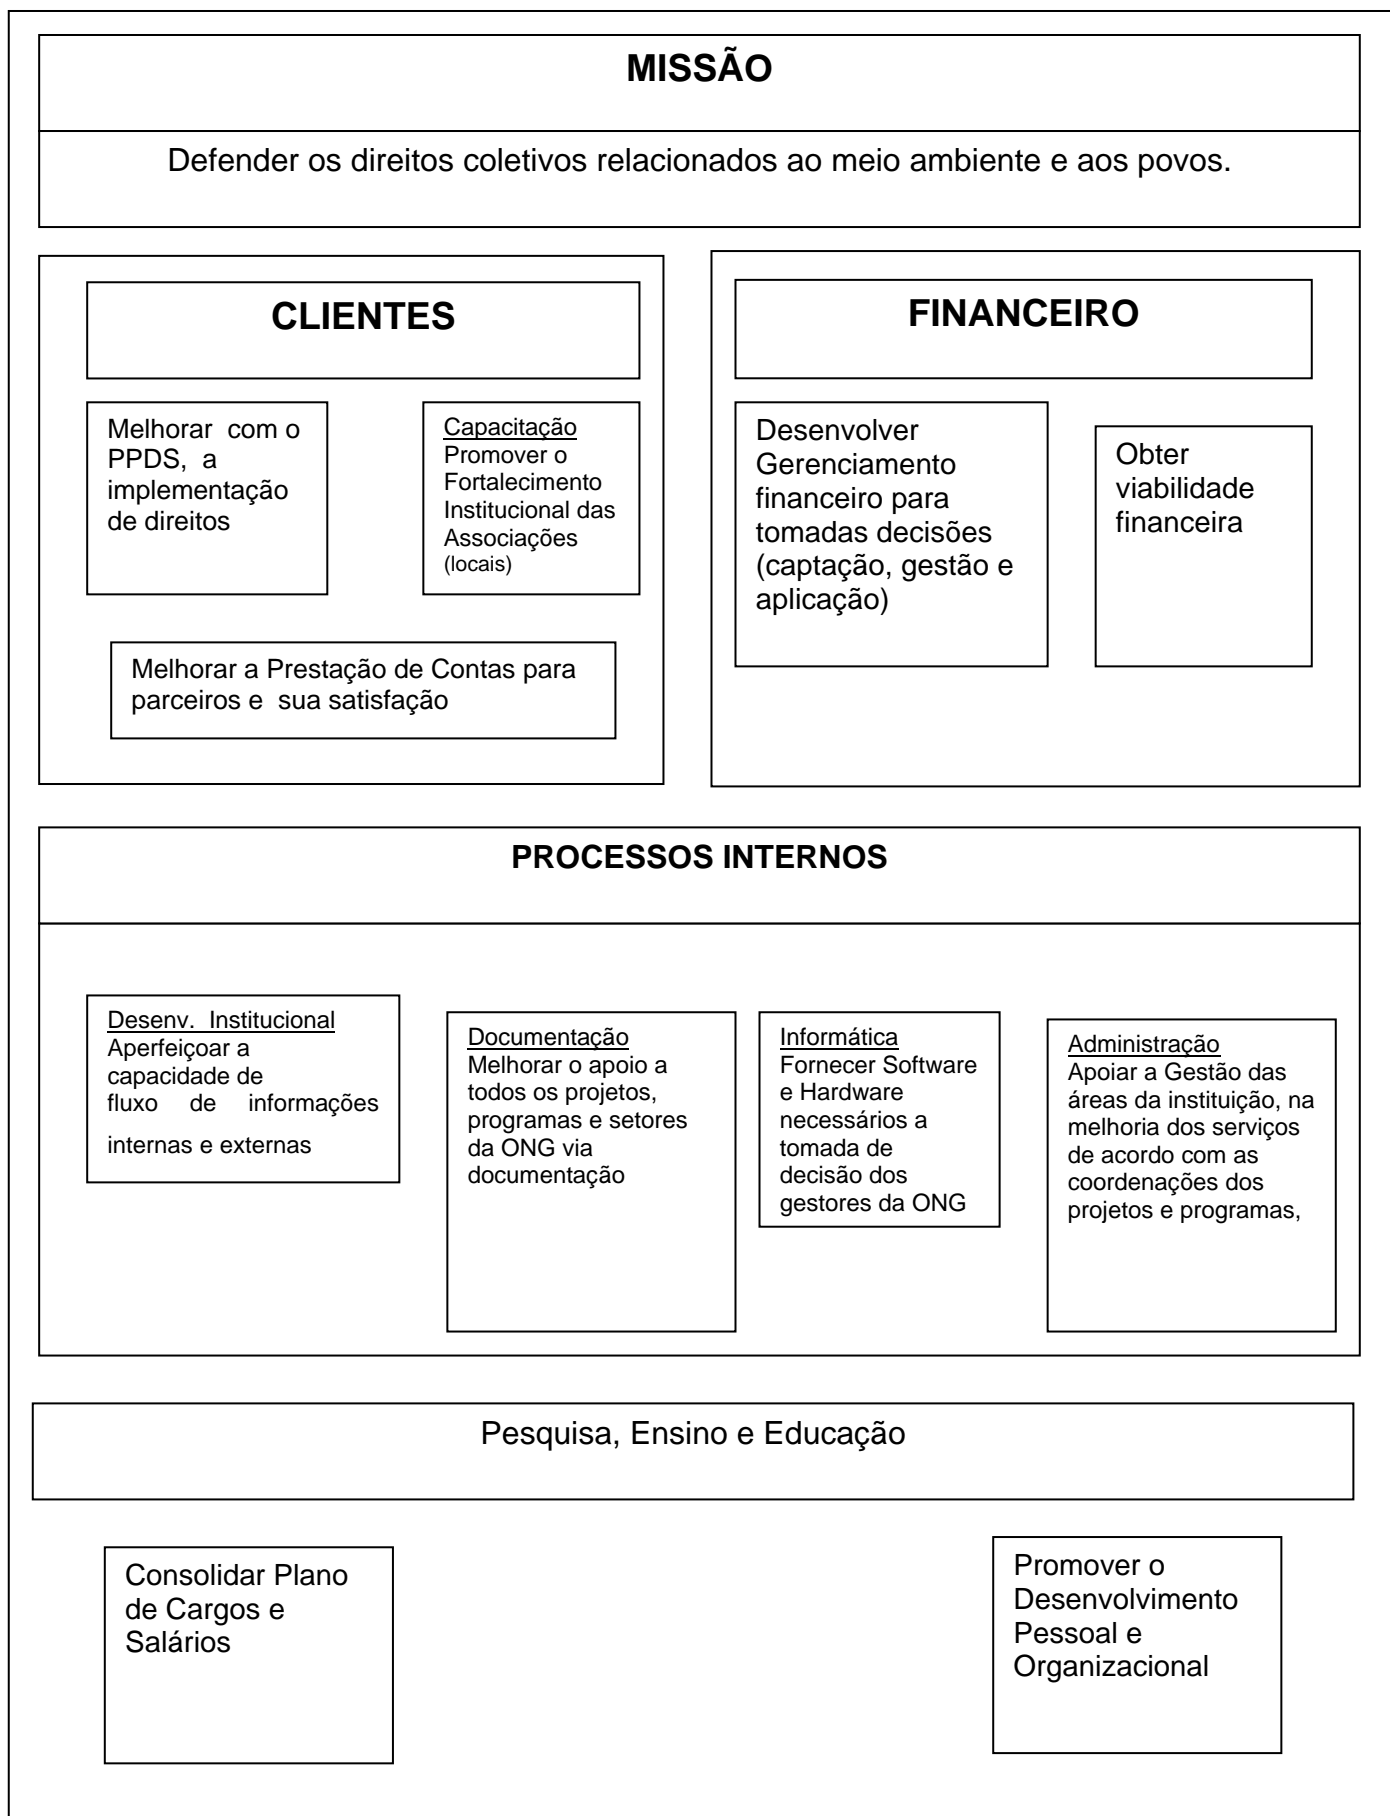 MISSÃO
Defender os direitos coletivos relacionados ao meio ambiente e aos povos.
CLIENTES
Melhorar com o
PPDS, a
implementação
de direitos
Capacitação
Promover o
Fortalecimento
Institucional das
Associações
(locais)
Melhorar a Prestação de Contas para
parceiros e sua satisfação
FINANCEIRO
Desenvolver
Gerenciamento
financeiro para
tomadas decisões
(captação, gestão e
aplicação)
Obter
viabilidade
financeira
PROCESSOS INTERNOS
Desenv. Institucional
Aperfeiçoar a
capacidade de
fluxo de informações
internas e externas
Documentação
Melhorar o apoio a
todos os projetos,
programas e setores
da ONG via
documentação
Informática
Fornecer Software
e Hardware
necessários a
tomada de
decisão dos
gestores da ONG
Administração
Apoiar a Gestão das
áreas da instituição, na
melhoria dos serviços
de acordo com as
coordenações dos
projetos e programas,
Pesquisa, Ensino e Educação
Consolidar Plano
de Cargos e
Salários
Promover o
Desenvolvimento
Pessoal e
Organizacional